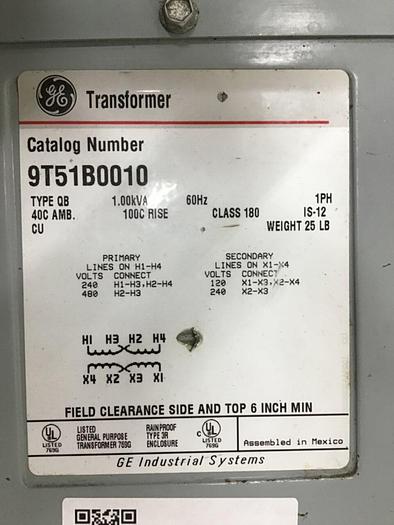 GE Transformer
Catalog Number
9T51B0010
TYPE QB 1.00kVA 60Hz 1PH
40C AMB. 100C RISE CLASS 180 IS-12
CU WEIGHT 25 LB
PRIMARY
LINES ON H1-H4
VOLTS CONNECT
240 H1-H3,H2-H4
480 H2-H3
SECONDARY
LINES ON X1-X4
VOLTS CONNECT
120 X1-X3,X2-X4
240 X2-X3
H1 H3 H2 H4
X4 X2 X3 X1
FIELD CLEARANCE SIDE AND TOP 6 INCH MIN
UL
LISTED
769G
LISTED
GENERAL PURPOSE
TRANSFORMER 769G
RAINPROOF
TYPE 3R
ENCLOSURE
C UL
LISTED
769G
Assembled in Mexico
GE Industrial Systems